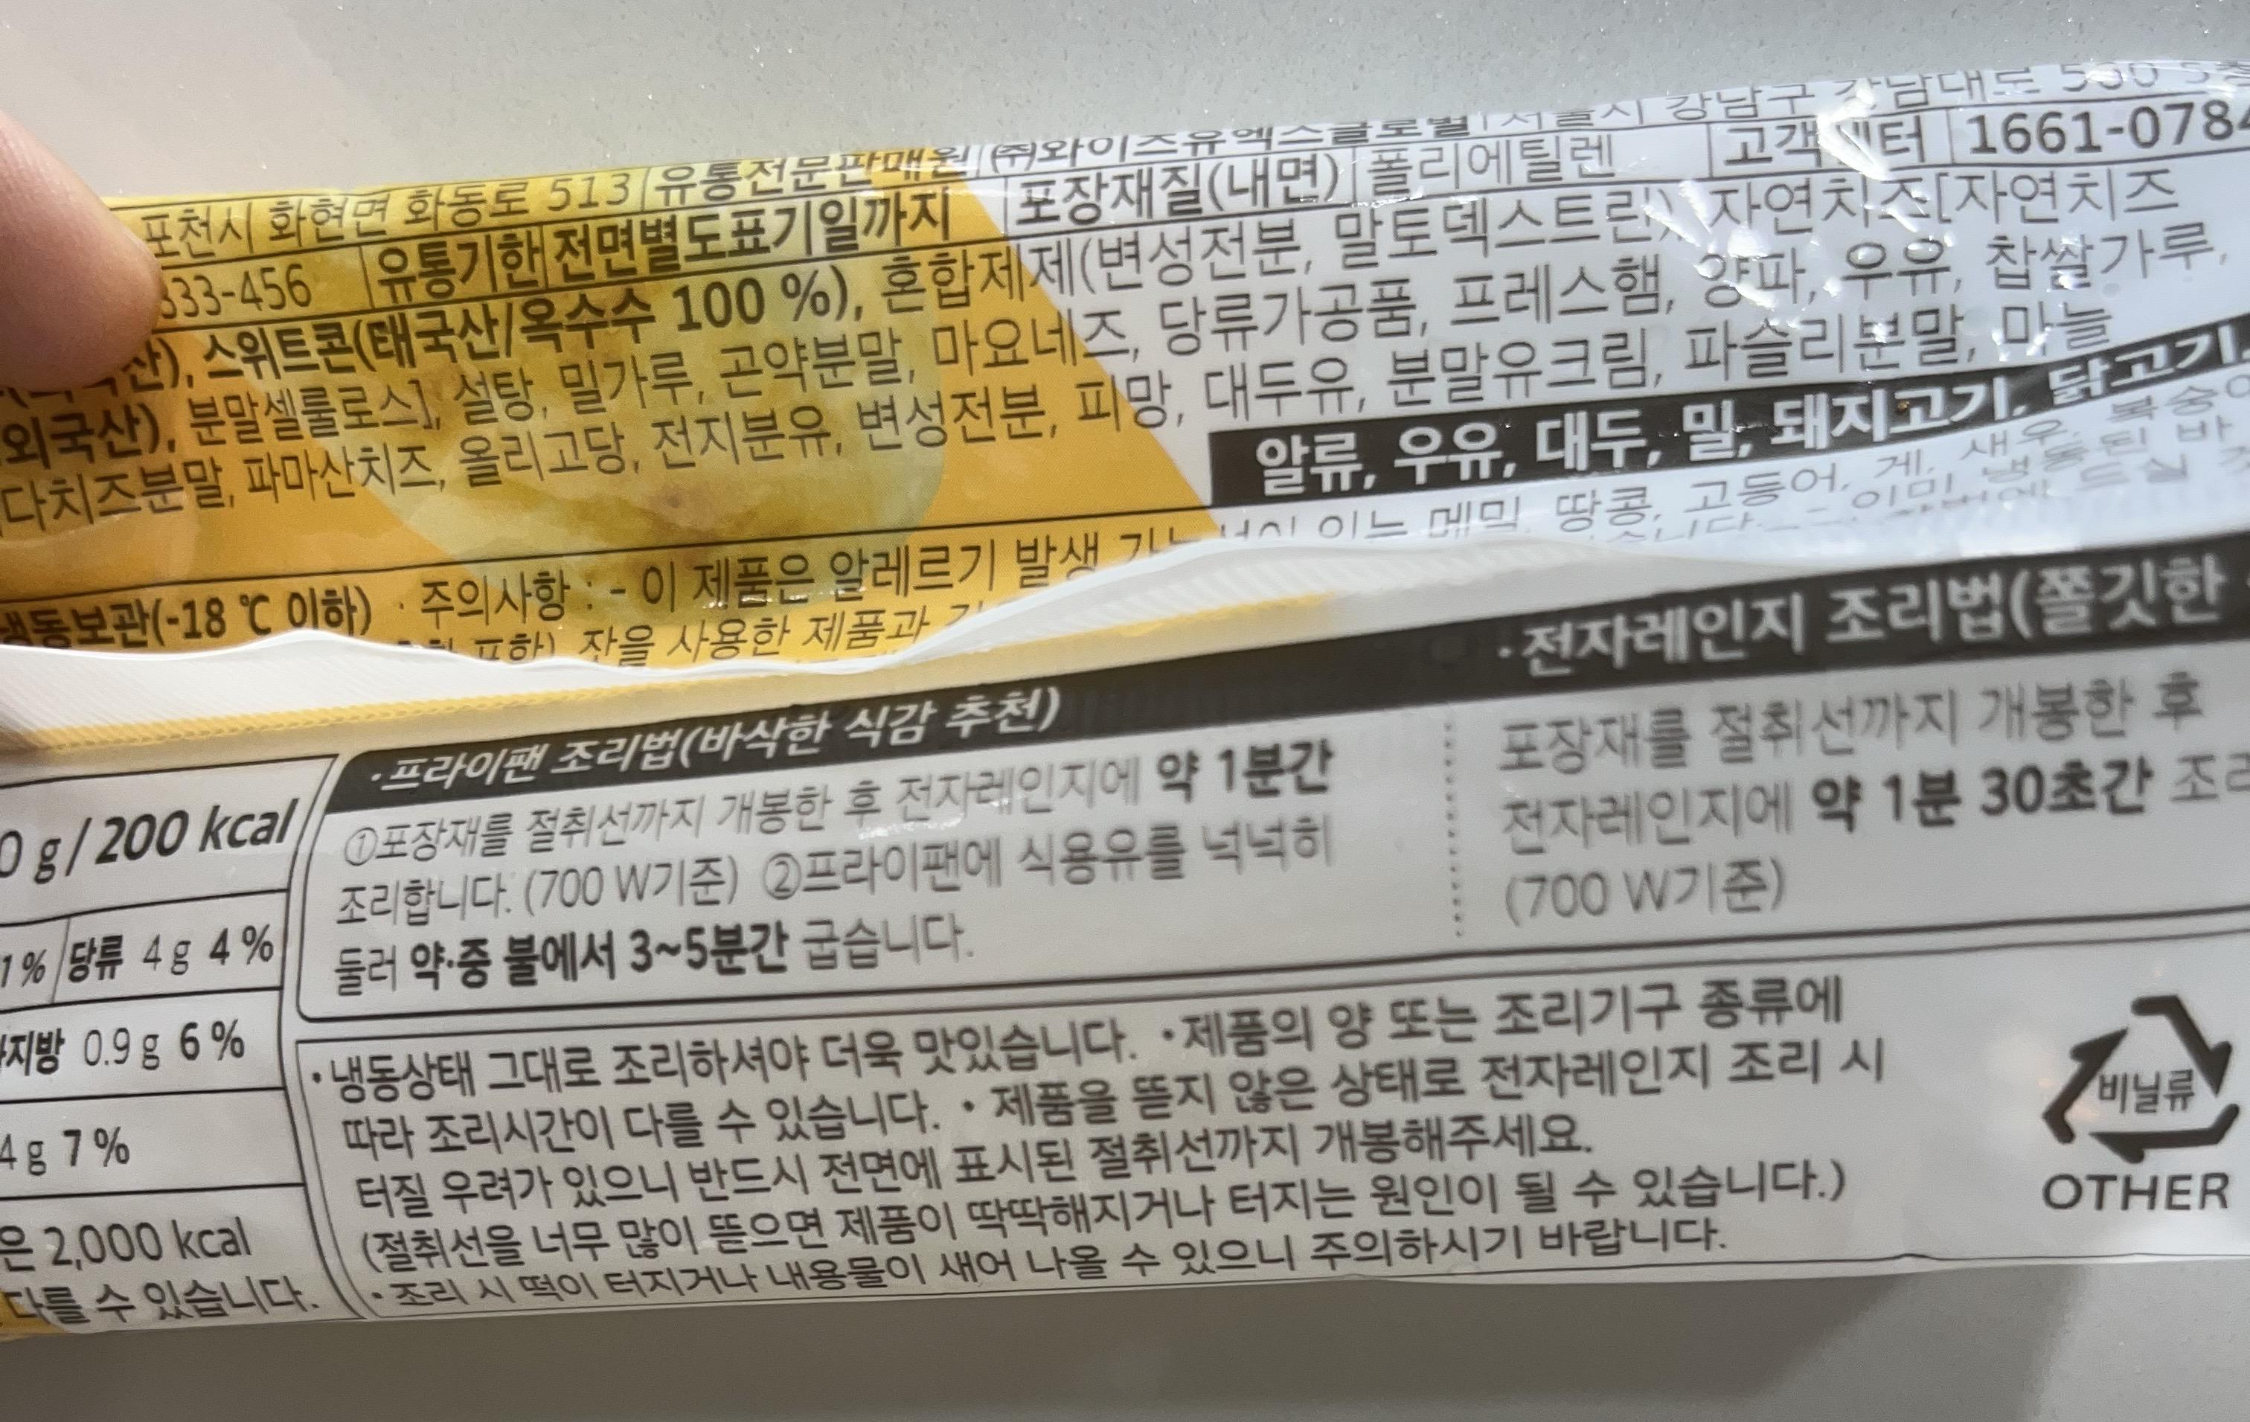 포천시 화현면 화동로 513 유통전문판매원 ㈜와이즈유엑스글로벌 서울시 강남구 강남대로
333-456 유통기한 전면별도표기일까지 포장재질(내면) 폴리에틸렌 고객센터 1661-0784
산), 스위트콘(태국산/옥수수 100 %), 혼합제제(변성전분, 말토덱스트린), 자연치즈[자연치즈
외국산), 분말셀룰로스], 설탕, 밀가루, 곤약분말, 마요네즈, 당류가공품, 프레스햄, 양파, 우유, 찹쌀가루,
다치즈분말, 파마산치즈, 올리고당, 전지분유, 변성전분, 피망, 대두유, 분말유크림, 파슬리분말, 마늘
알류, 우유, 대두, 밀, 돼지고기, 닭고기,
냉동보관(-18 ℃ 이하) · 주의사항 : - 이 제품은 알레르기 발생 가능성이 있는 메밀, 땅콩, 고등어, 게, 새우, 복숭아
포함), 잣을 사용한 제품과 이미 냉동된 바
·프라이팬 조리법(바삭한 식감 추천)
①포장재를 절취선까지 개봉한 후 전자레인지에 약 1분간
조리합니다. (700 W기준) ②프라이팬에 식용유를 넉넉히
둘러 약·중 불에서 3~5분간 굽습니다.
·전자레인지 조리법(쫄깃한
포장재를 절취선까지 개봉한 후
전자레인지에 약 1분 30초간 조리
(700 W기준)
0 g/200 kcal
1% 당류 4 g 4 %
지방 0.9 g 6 %
4 g 7 %
은 2,000 kcal
다를 수 있습니다.
·냉동상태 그대로 조리하셔야 더욱 맛있습니다. ·제품의 양 또는 조리기구 종류에
따라 조리시간이 다를 수 있습니다. · 제품을 뜯지 않은 상태로 전자레인지 조리 시
터질 우려가 있으니 반드시 전면에 표시된 절취선까지 개봉해주세요.
(절취선을 너무 많이 뜯으면 제품이 딱딱해지거나 터지는 원인이 될 수 있습니다.)
·조리 시 떡이 터지거나 내용물이 새어 나올 수 있으니 주의하시기 바랍니다.
비닐류
OTHER